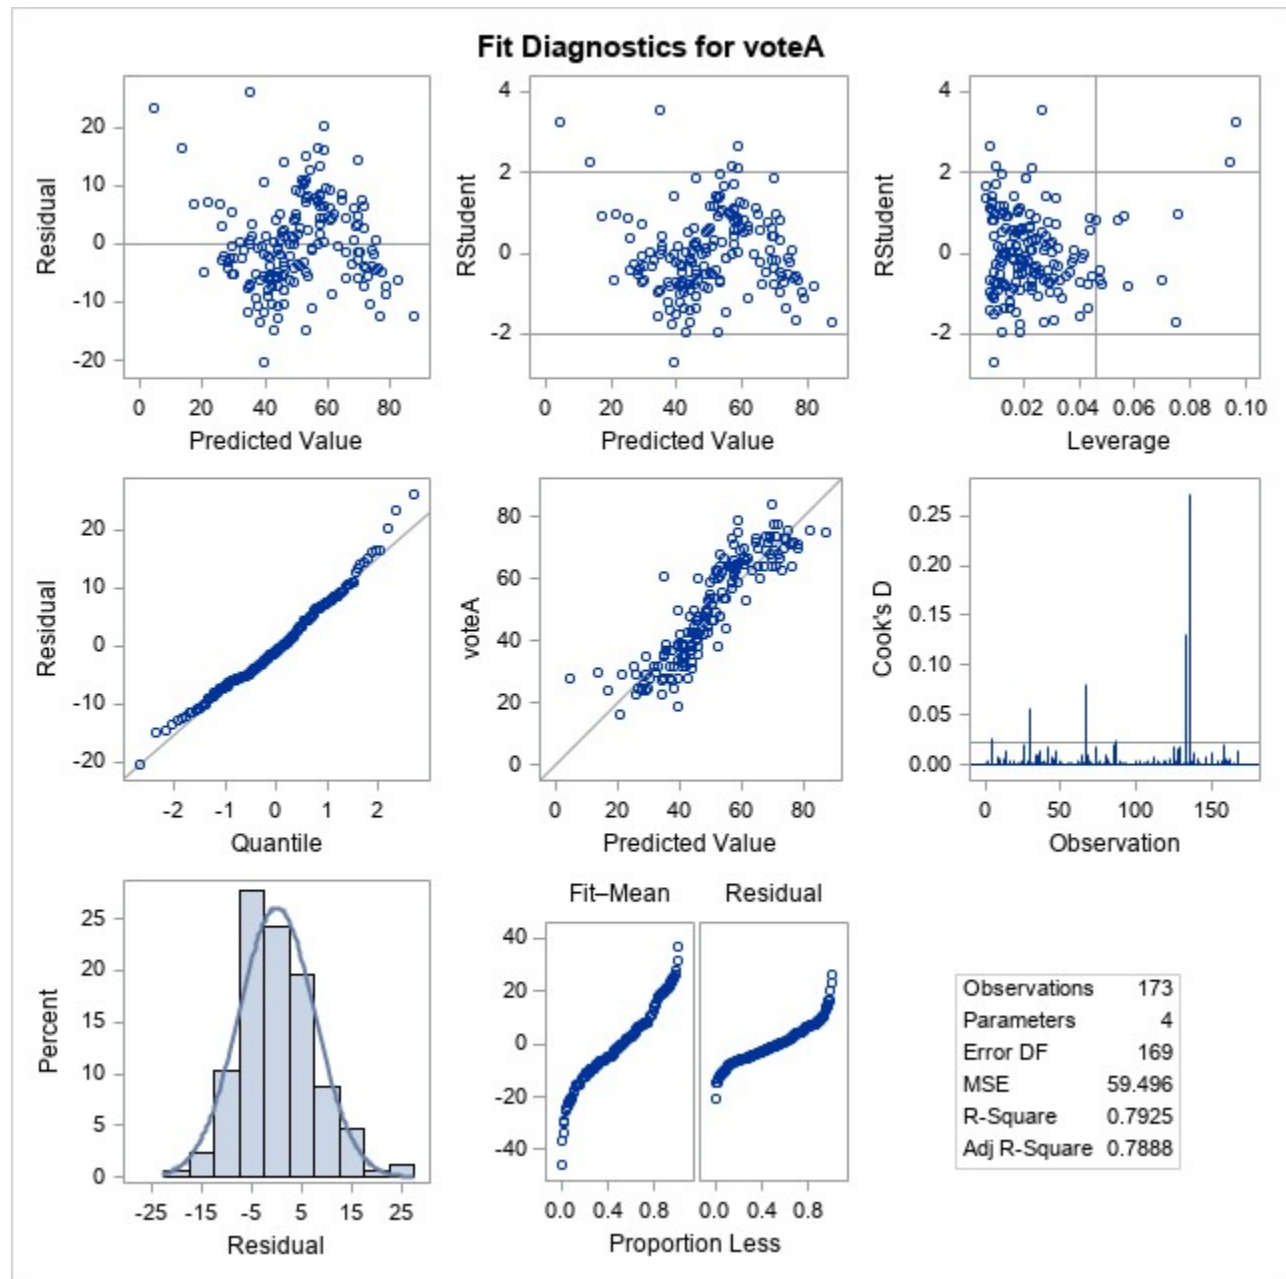 Fit Diagnostics for voteA
20
10
0
-10
-20
Residual
0 20 40 60 80
Predicted Value
4
2
0
-2
RStudent
0 20 40 60 80
Predicted Value
4
2
0
-2
RStudent
0.02 0.04 0.06 0.08 0.10
Leverage
20
10
0
-10
-20
Residual
-2 -1 0 1 2
Quantile
80
60
40
20
0
voteA
0 20 40 60 80
Predicted Value
0.25
0.20
0.15
0.10
0.05
0.00
Cook's D
0 50 100 150
Observation
25
20
15
10
5
0
Percent
-25 -15 -5 5 15 25
Residual
Fit–Mean Residual
40
20
0
-20
-40
0.0 0.4 0.8 0.0 0.4 0.8
Proportion Less
Observations 173
Parameters 4
Error DF 169
MSE 59.496
R-Square 0.7925
Adj R-Square 0.7888